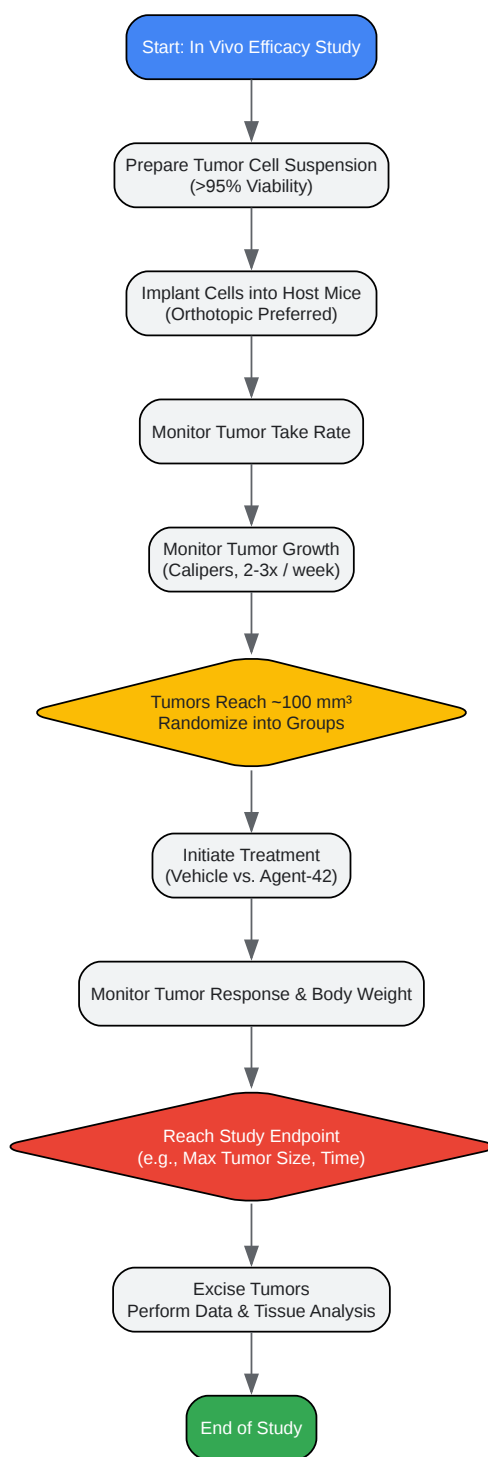 Start: In Vivo Efficacy Study
Prepare Tumor Cell Suspension
(>95% Viability)
Implant Cells into Host Mice
(Orthotopic Preferred)
Monitor Tumor Take Rate
Monitor Tumor Growth
(Calipers, 2-3x / week)
Tumors Reach ~100 mm³
Randomize into Groups
Initiate Treatment
(Vehicle vs. Agent-42)
Monitor Tumor Response & Body Weight
Reach Study Endpoint
(e.g., Max Tumor Size, Time)
Excise Tumors
Perform Data & Tissue Analysis
End of Study